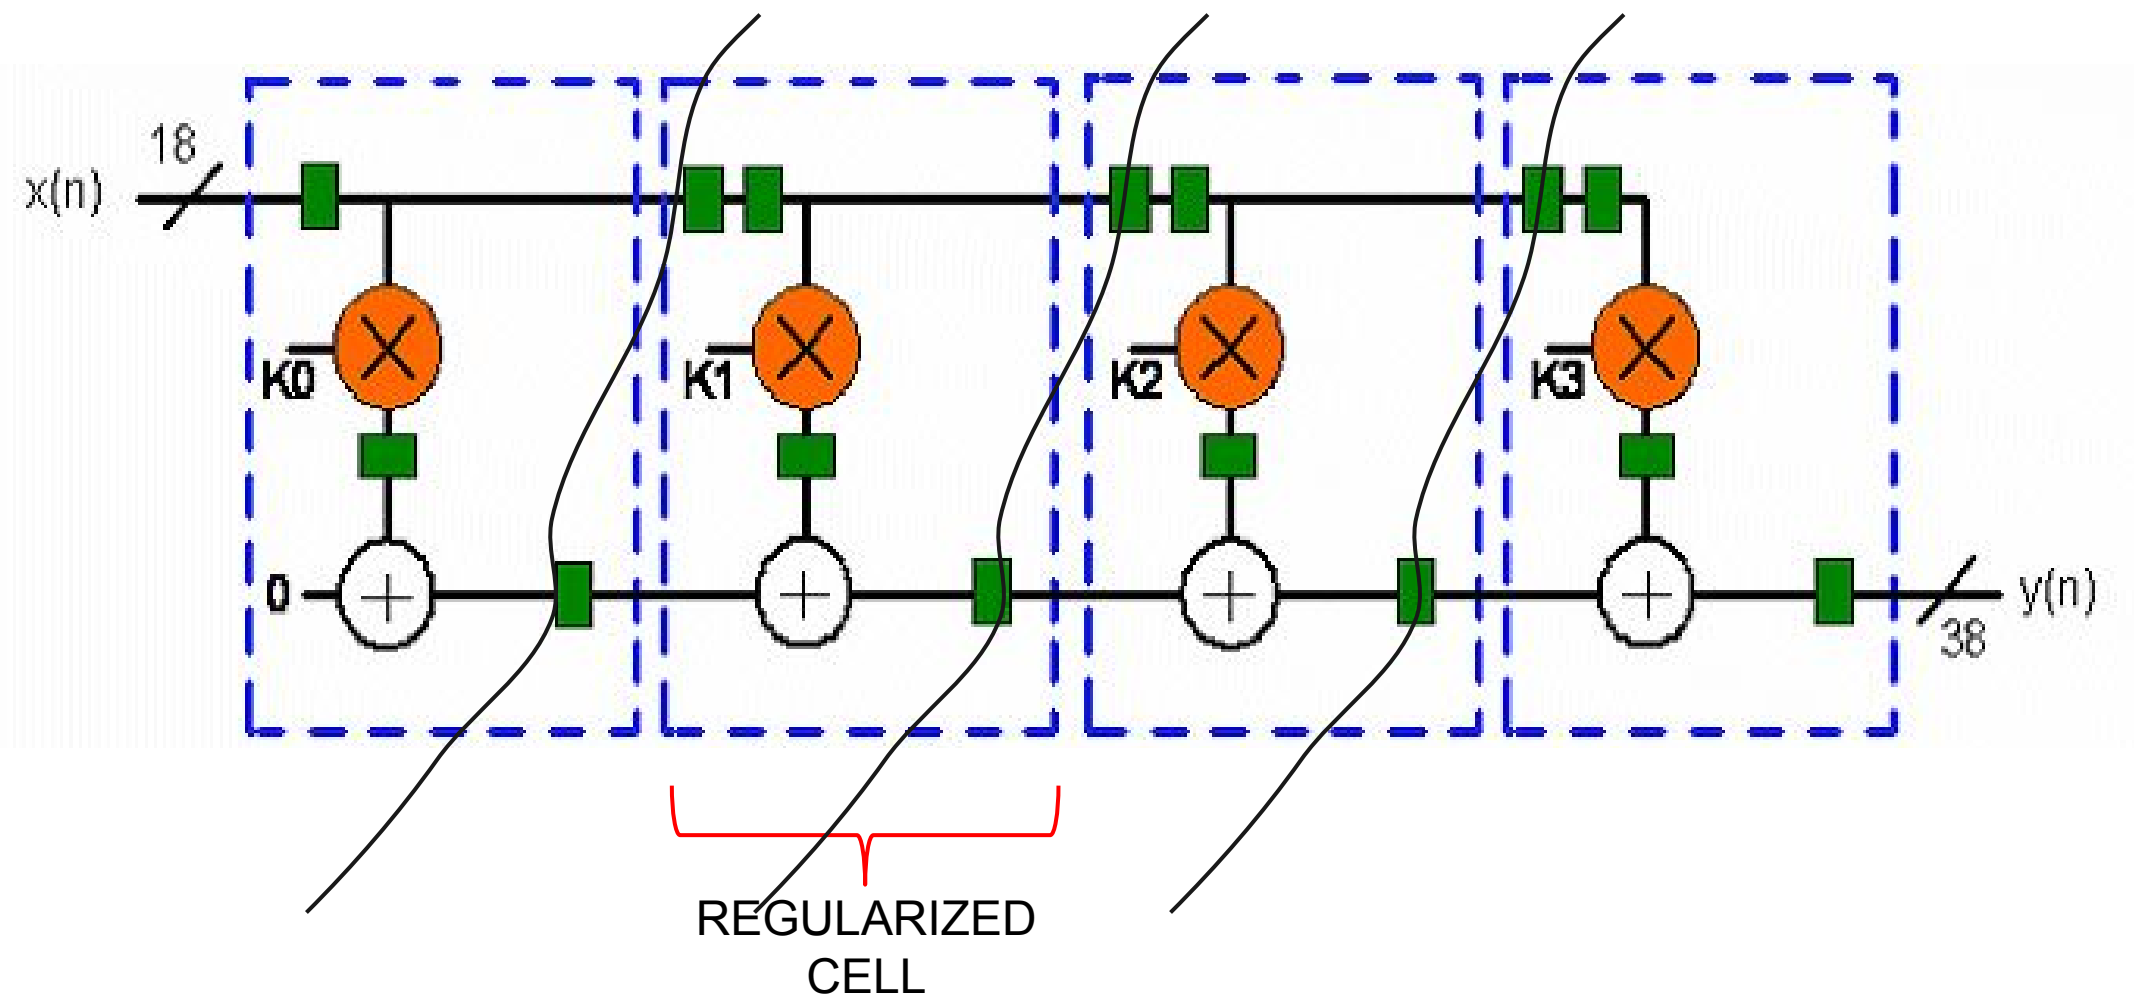 18
x(n)
K0
K1
K2
K3
0
y(n)
38
REGULARIZED
CELL